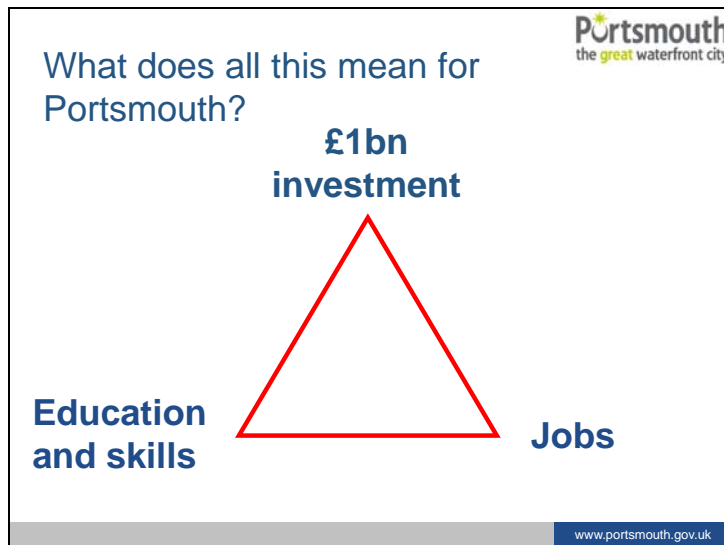 Portsmouth
the great waterfront city
What does all this mean for
Portsmouth?
£1bn
investment
Education
and skills
Jobs
www.portsmouth.gov.uk